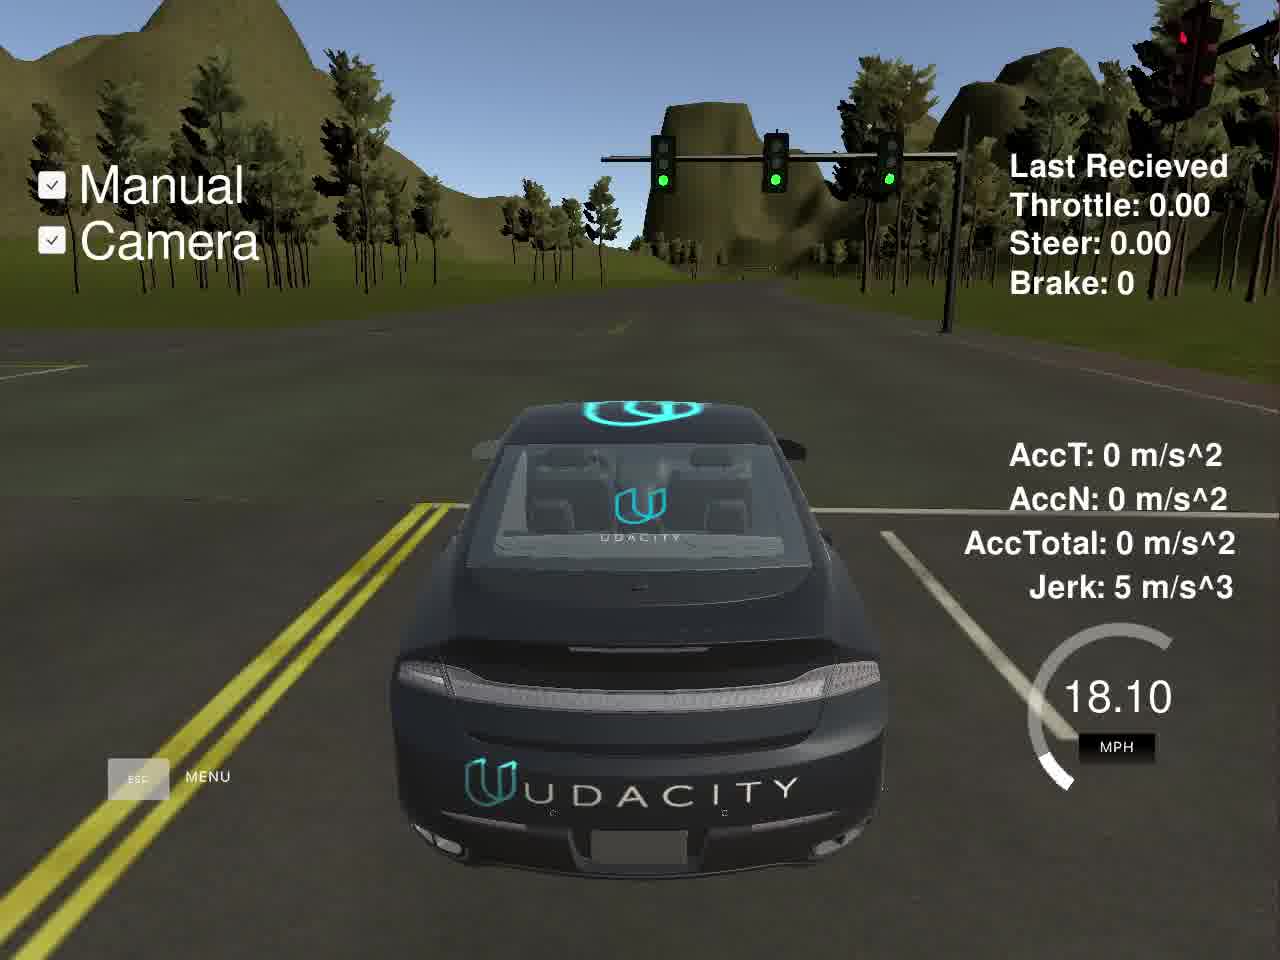 Manual
Camera
Last Recieved
Throttle: 0.00
Steer: 0.00
Brake: 0
AccT: 0 m/s^2
AccN: 0 m/s^2
AccTotal: 0 m/s^2
Jerk: 5 m/s^3
18.10
MPH
UDACITY
ESC MENU
UDACITY